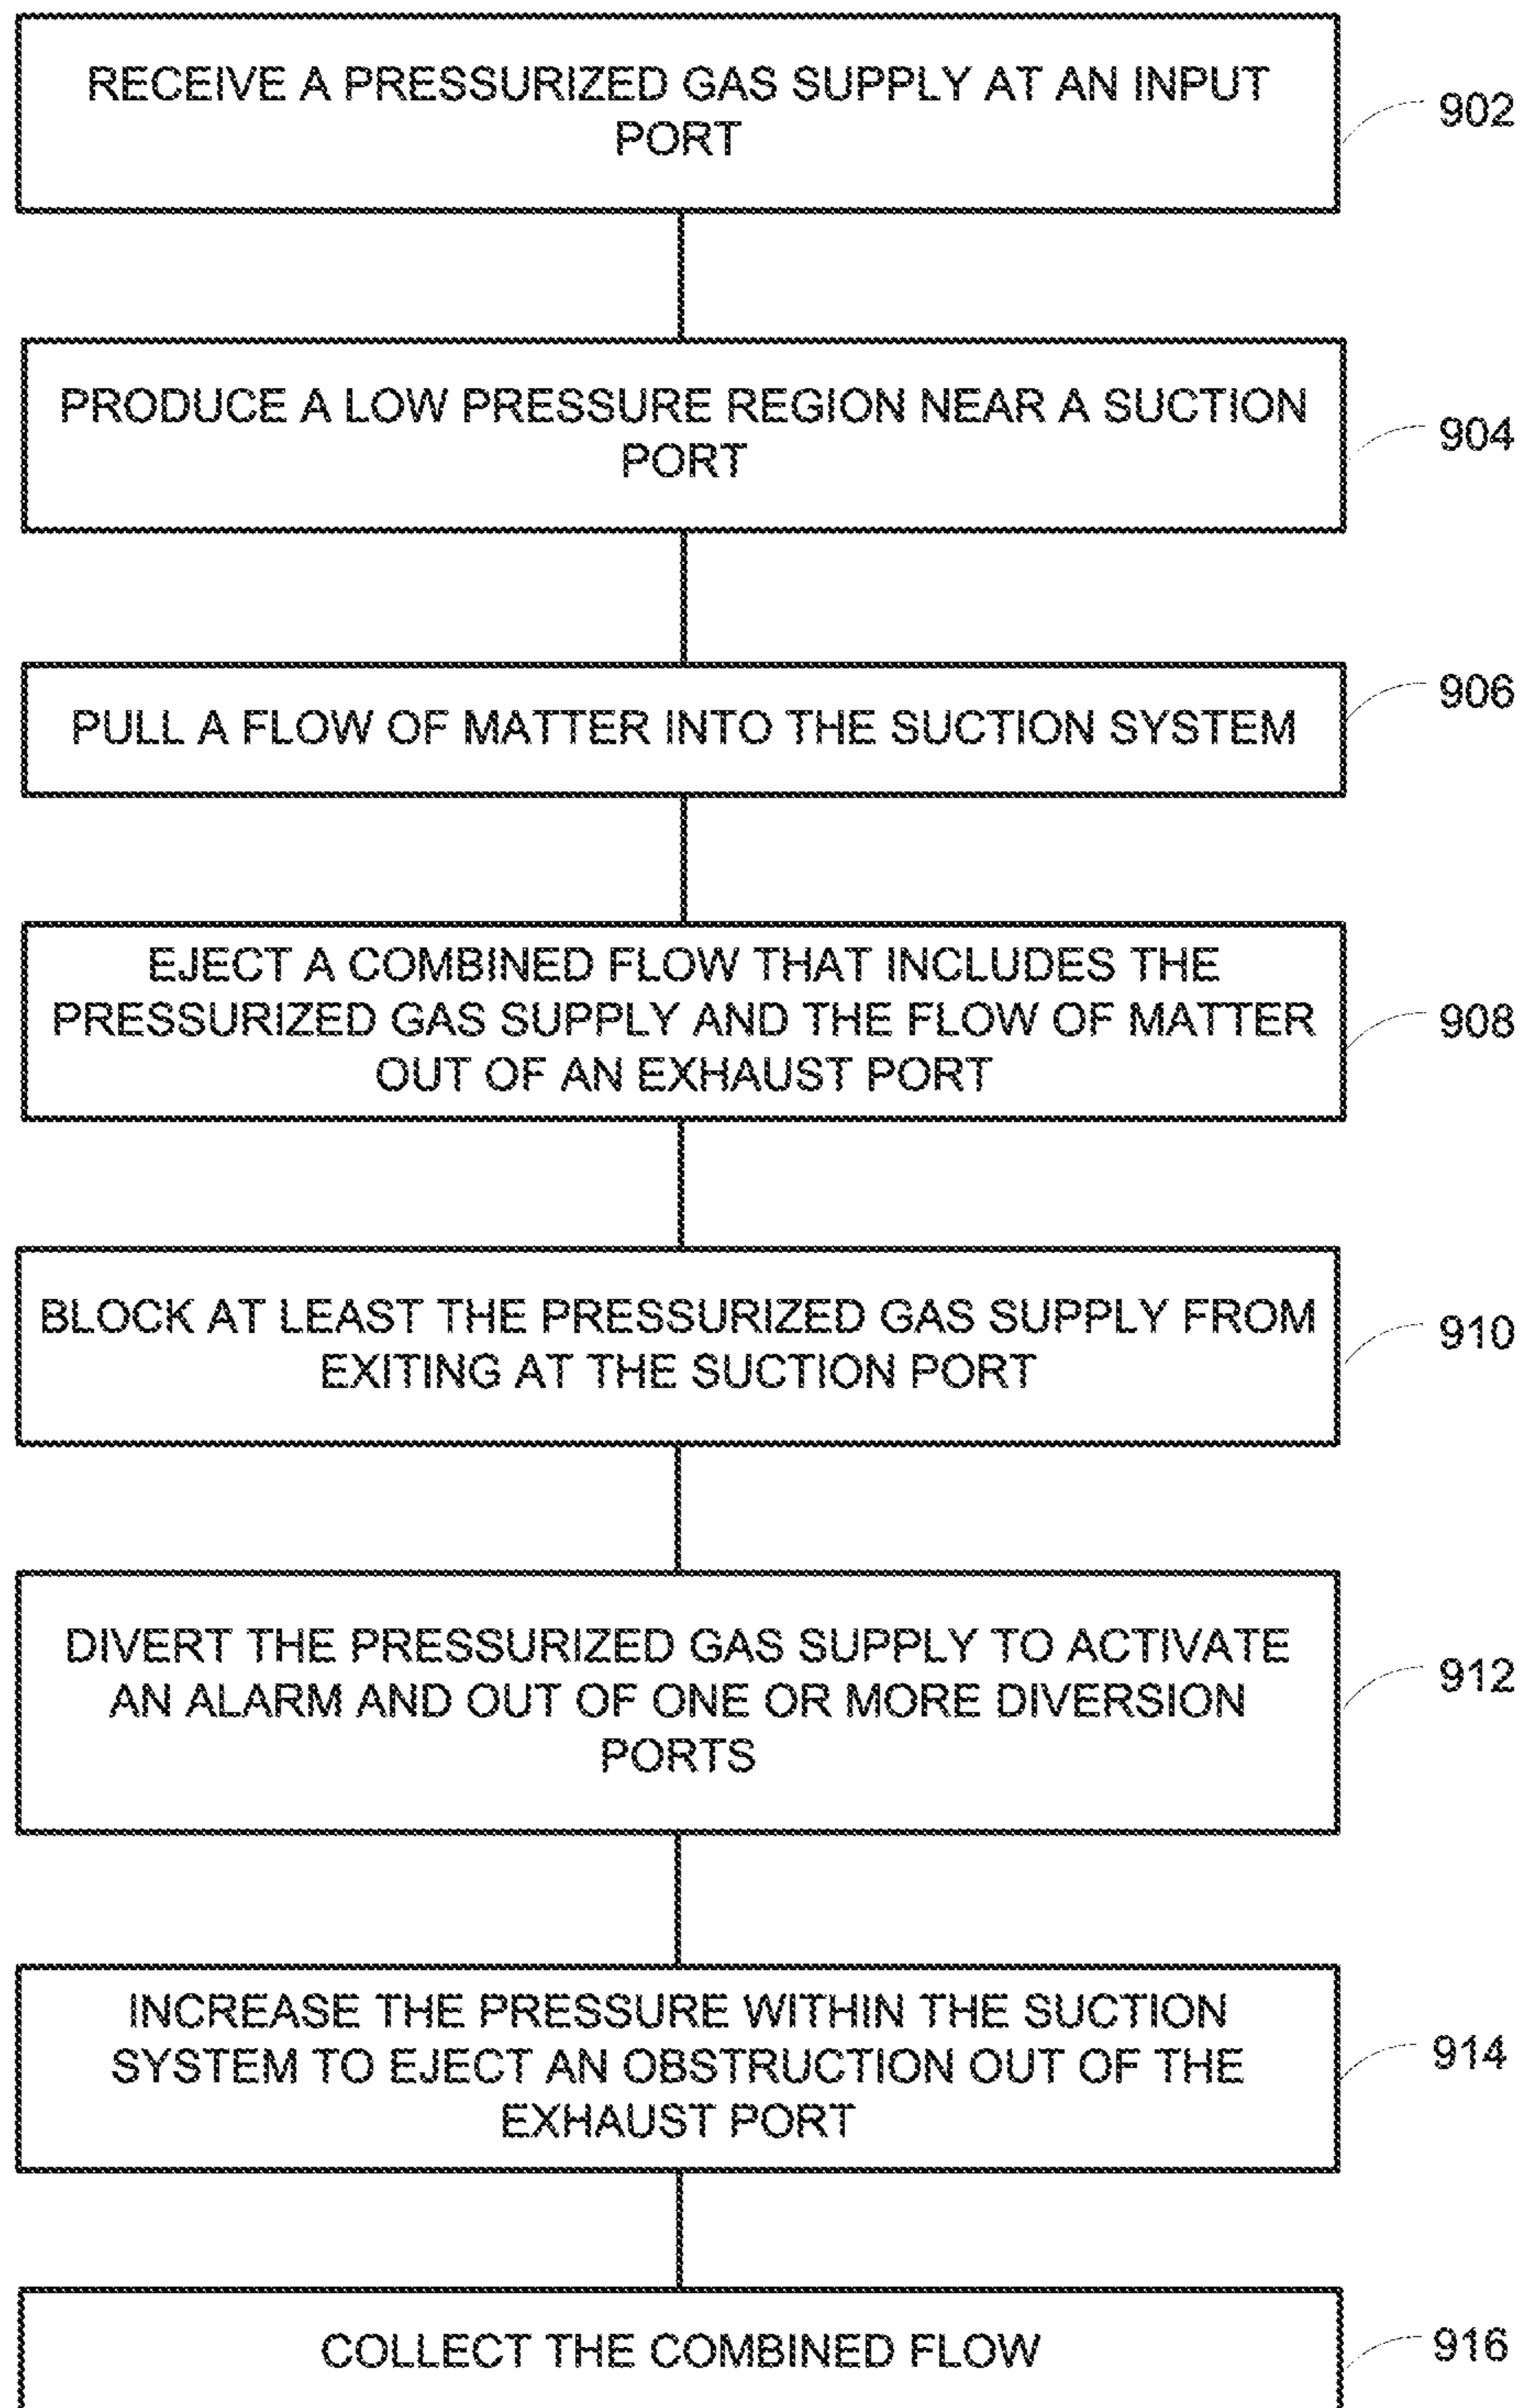 RECEIVE A PRESSURIZED GAS SUPPLY AT AN INPUT
PORT
902
PRODUCE A LOW PRESSURE REGION NEAR A SUCTION
PORT
904
PULL A FLOW OF MATTER INTO THE SUCTION SYSTEM
906
EJECT A COMBINED FLOW THAT INCLUDES THE
PRESSURIZED GAS SUPPLY AND THE FLOW OF MATTER
OUT OF AN EXHAUST PORT
908
BLOCK AT LEAST THE PRESSURIZED GAS SUPPLY FROM
EXITING AT THE SUCTION PORT
910
DIVERT THE PRESSURIZED GAS SUPPLY TO ACTIVATE
AN ALARM AND OUT OF ONE OR MORE DIVERSION
PORTS
912
INCREASE THE PRESSURE WITHIN THE SUCTION
SYSTEM TO EJECT AN OBSTRUCTION OUT OF THE
EXHAUST PORT
914
COLLECT THE COMBINED FLOW
916